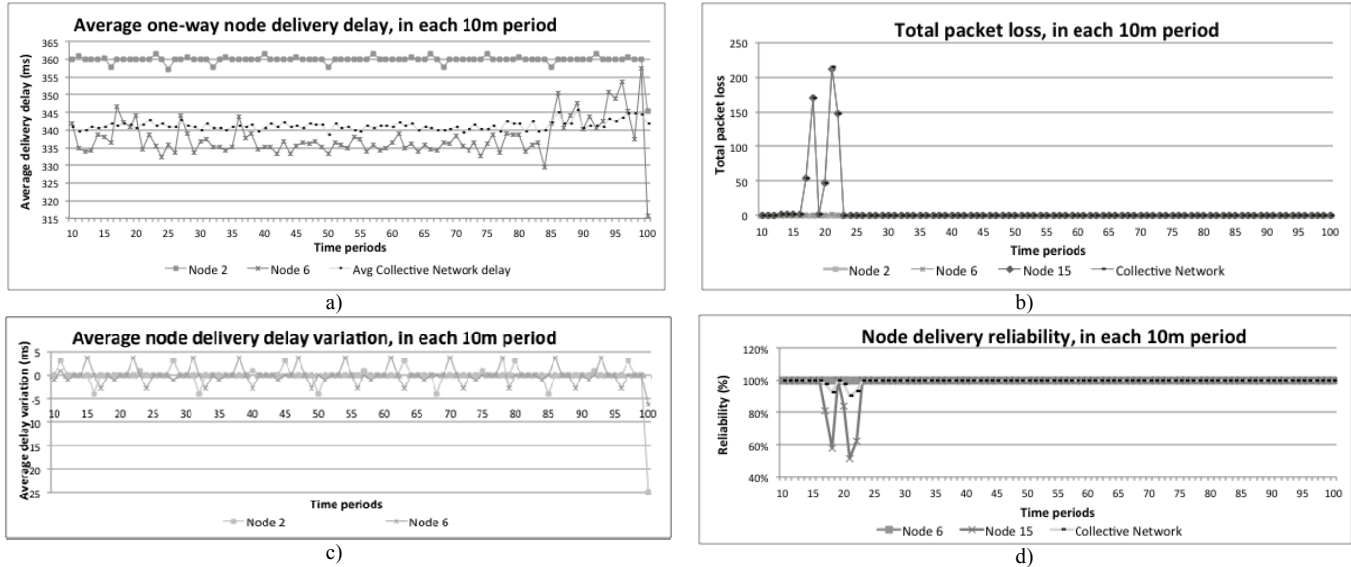 Average one-way node delivery delay, in each 10m period
Average delivery delay (ms)
365
360
355
350
345
340
335
330
325
320
315
10 15 20 25 30 35 40 45 50 55 60 65 70 75 80 85 90 95 100
Time periods
Node 2 Node 6 Avg Collective Network delay
a)
Total packet loss, in each 10m period
Total packet loss
250
200
150
100
50
0
10 15 20 25 30 35 40 45 50 55 60 65 70 75 80 85 90 95 100
Time periods
Node 2 Node 6 Node 15 Collective Network
b)
Average node delivery delay variation, in each 10m period
Average delay variation (ms)
5
0
-5
-10
-15
-20
-25
10 15 20 25 30 35 40 45 50 55 60 65 70 75 80 85 90 95 100
Time periods
Node 2 Node 6
c)
Node delivery reliability, in each 10m period
Reliability (%)
120%
100%
80%
60%
40%
10 15 20 25 30 35 40 45 50 55 60 65 70 75 80 85 90 95 100
Time periods
Node 6 Node 15 Collective Network
d)